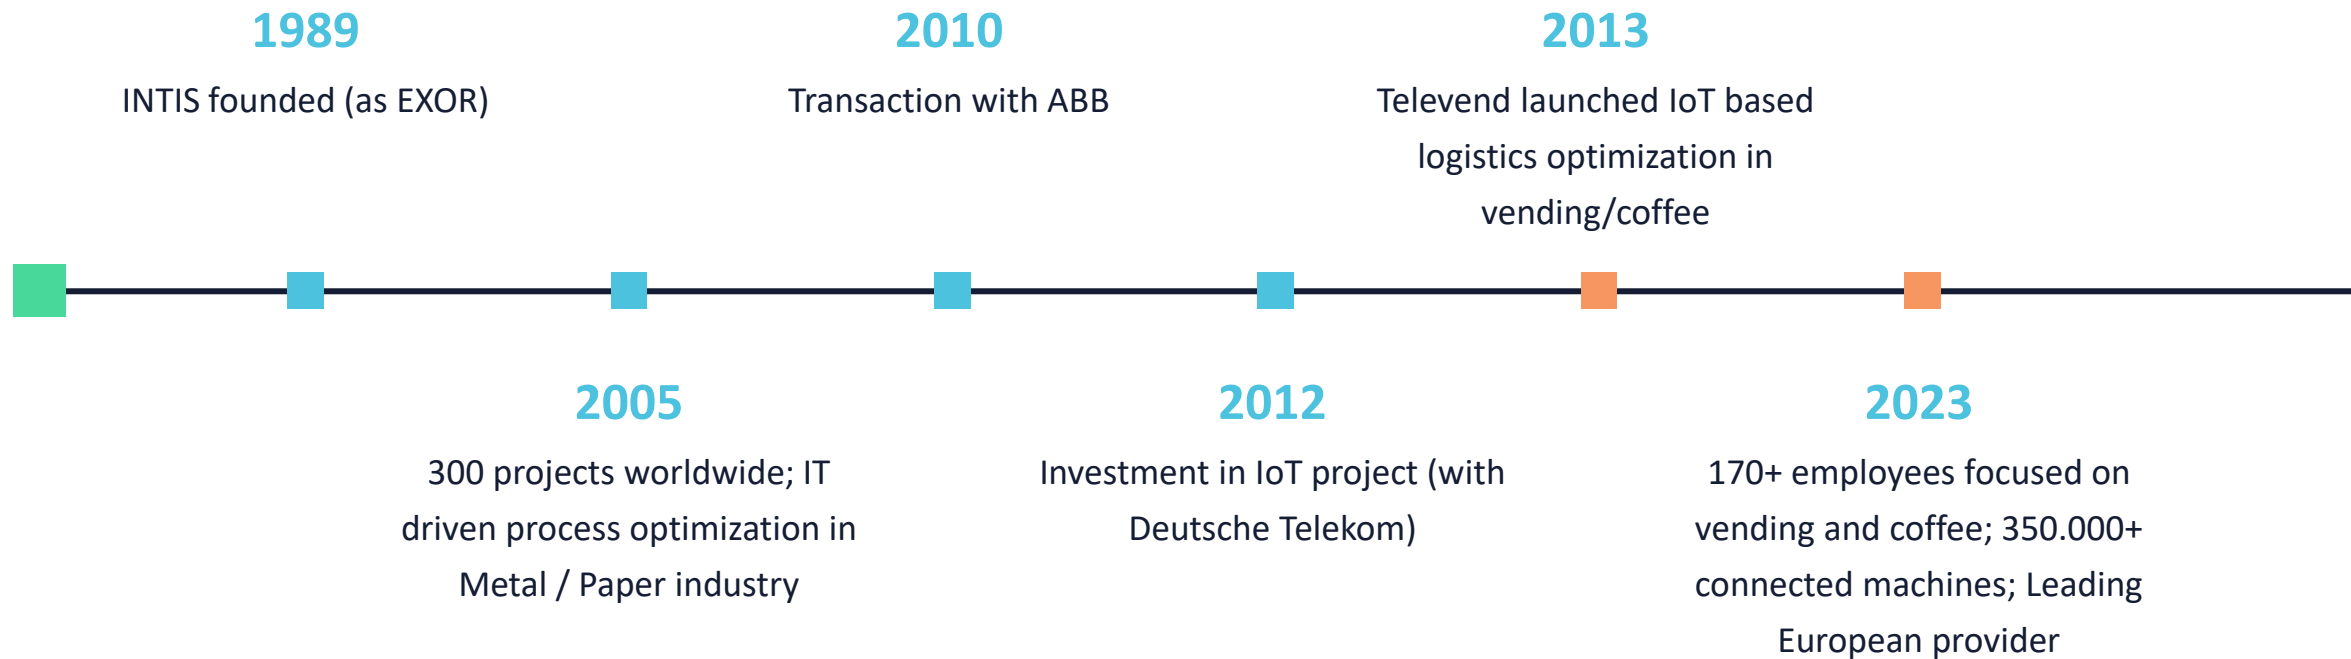 1989
INTIS founded (as EXOR)
2010
Transaction with ABB
2013
Televend launched IoT based
logistics optimization in
vending/coffee
2005
300 projects worldwide; IT
driven process optimization in
Metal / Paper industry
2012
Investment in IoT project (with
Deutsche Telekom)
2023
170+ employees focused on
vending and coffee; 350.000+
connected machines; Leading
European provider